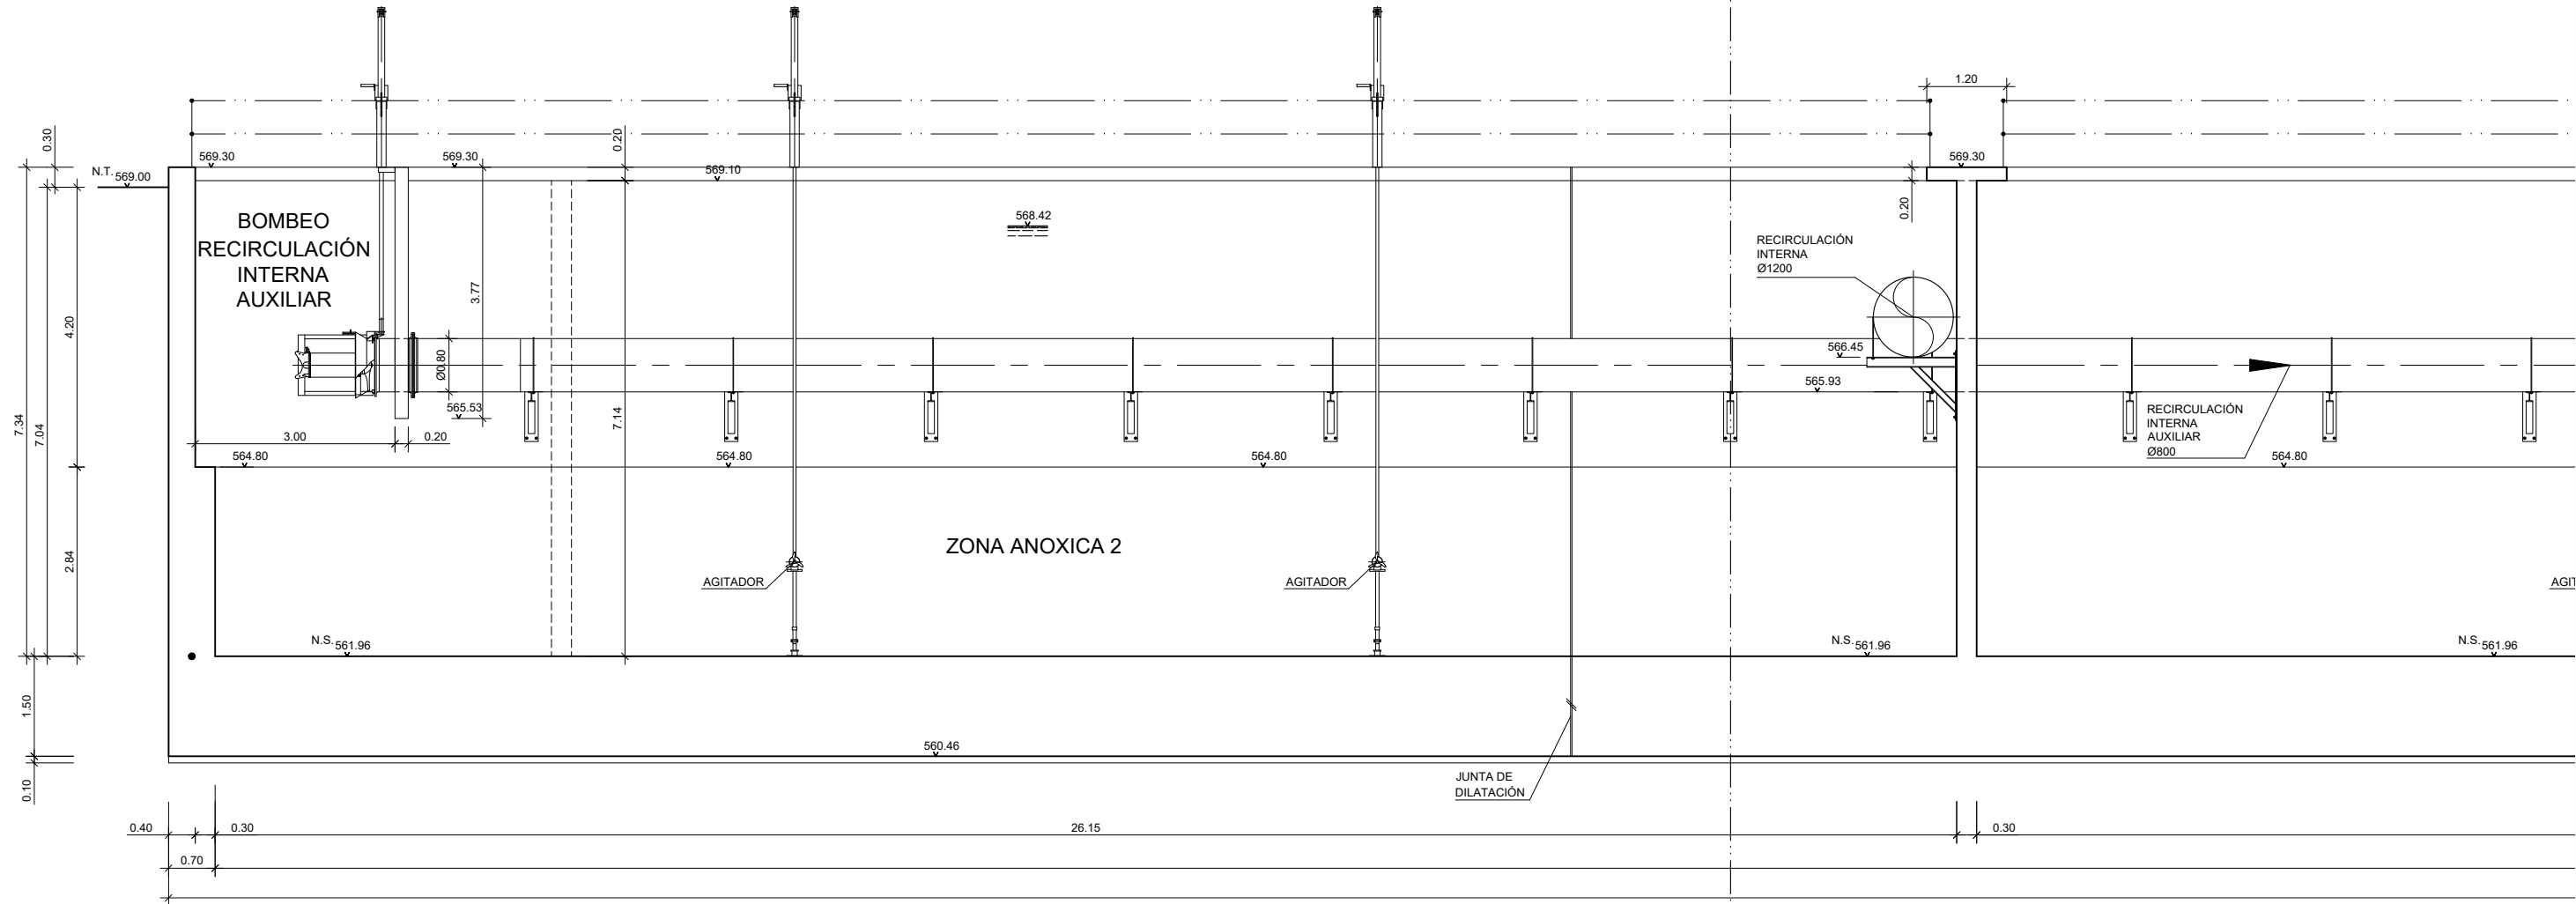 1.20
0.30
0.20
569.30
569.30
569.30
N.T. 569.00
569.10
BOMBEO
RECIRCULACIÓN
INTERNA
AUXILIAR
568.42
0.20
RECIRCULACIÓN
INTERNA
Ø1200
3.77
4.20
Ø0.80
566.45
565.93
565.53
RECIRCULACIÓN
INTERNA
AUXILIAR
Ø800
7.34
7.04
7.14
3.00
0.20
564.80
564.80
564.80
564.80
ZONA ANOXICA 2
2.84
AGITADOR
AGITADOR
AGIT
N.S. 561.96
N.S. 561.96
N.S. 561.96
1.50
560.46
0.10
JUNTA DE
DILATACIÓN
0.40
0.30
26.15
0.30
0.70